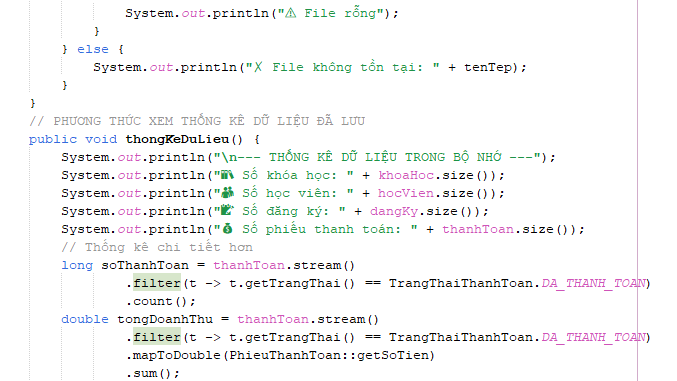 System.out.println("⚠ File rỗng");
}
} else {
System.out.println("✗ File không tồn tại: " + tenTep);
}
}
// PHƯƠNG THỨC XEM THỐNG KÊ DỮ LIỆU ĐÃ LƯU
public void thongKeDuLieu() {
System.out.println("\n--- THỐNG KÊ DỮ LIỆU TRONG BỘ NHỚ ---");
System.out.println("📚 Số khóa học: " + khoaHoc.size());
System.out.println("👥 Số học viên: " + hocVien.size());
System.out.println("📝 Số đăng ký: " + dangKy.size());
System.out.println("💰 Số phiếu thanh toán: " + thanhToan.size());
// Thống kê chi tiết hơn
long soThanhToan = thanhToan.stream()
.filter(t -> t.getTrangThai() == TrangThaiThanhToan.DA_THANH_TOAN)
.count();
double tongDoanhThu = thanhToan.stream()
.filter(t -> t.getTrangThai() == TrangThaiThanhToan.DA_THANH_TOAN)
.mapToDouble(PhieuThanhToan::getSoTien)
.sum();